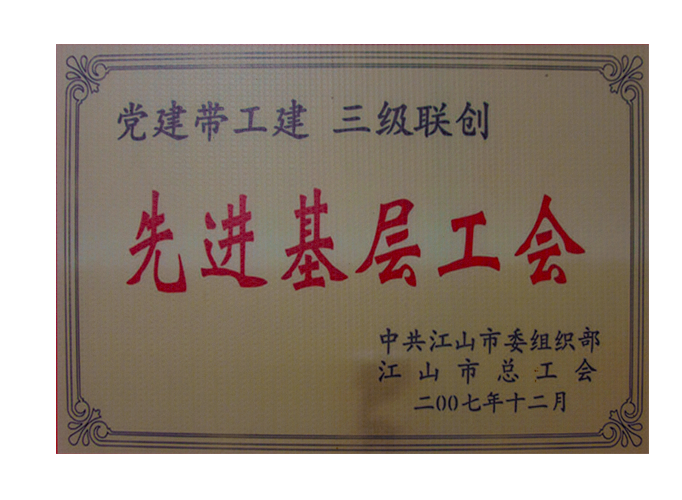 党建带工建 三级联创
先进基层工会
中共江山市委组织部
江山市总工会
二00七年十二月